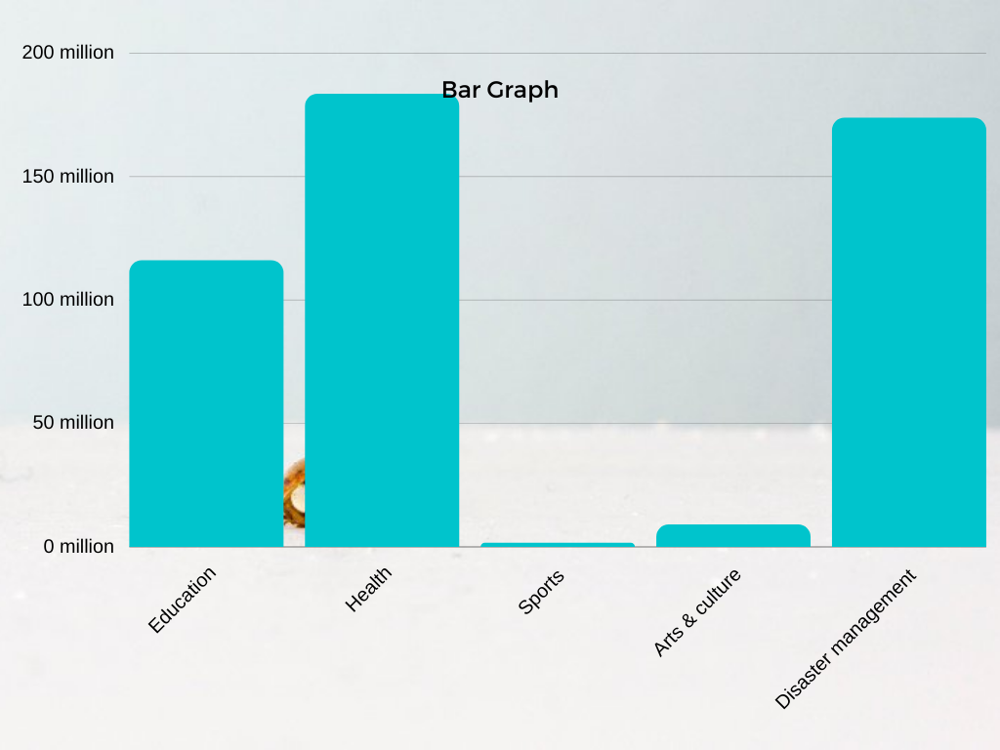 Bar Graph
200 million
150 million
100 million
50 million
0 million
Education
Health
Sports
Arts & culture
Disaster management